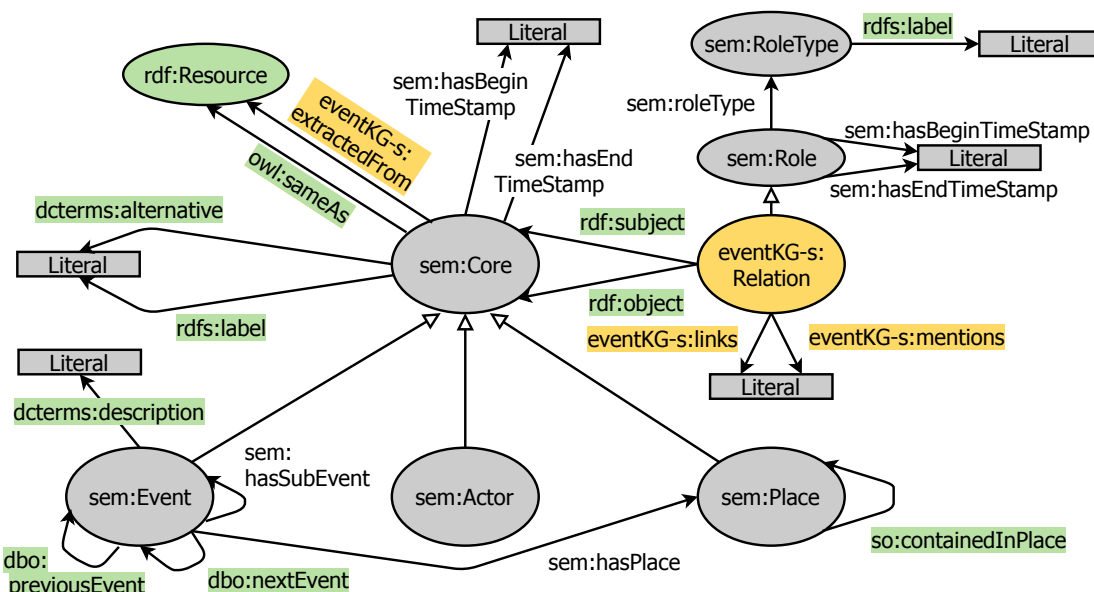 Literal
rdfs:label
sem:RoleType
Literal
rdf:Resource
sem:hasBegin
TimeStamp
eventKG-s:
extractedFrom
sem:roleType
sem:hasBeginTimeStamp
sem:Role
Literal
sem:hasEnd
TimeStamp
sem:hasEndTimeStamp
owl:sameAs
dcterms:alternative
rdf:subject
Literal
sem:Core
eventKG-s:
Relation
rdf:object
rdfs:label
eventKG-s:links
eventKG-s:mentions
Literal
Literal
dcterms:description
sem:
hasSubEvent
sem:Event
sem:Actor
sem:Place
so:containedInPlace
sem:hasPlace
dbo:
previousEvent
dbo:nextEvent